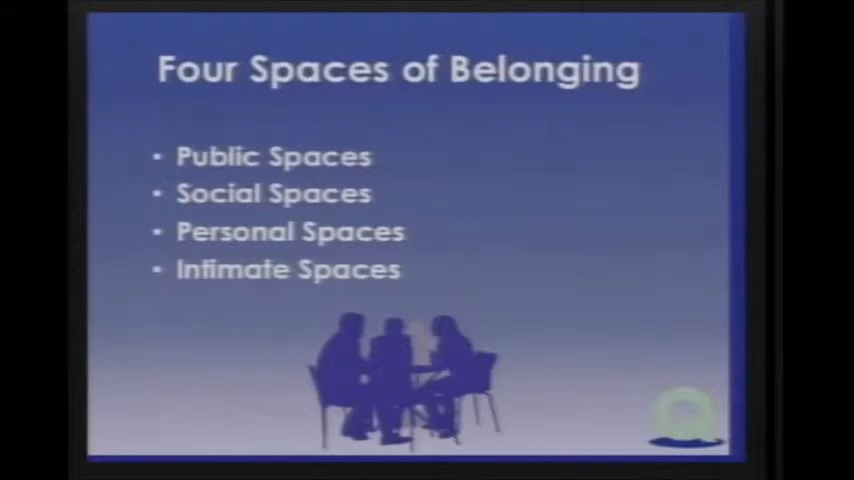 Four Spaces of Belonging
• Public Spaces
• Social Spaces
• Personal Spaces
• Intimate Spaces